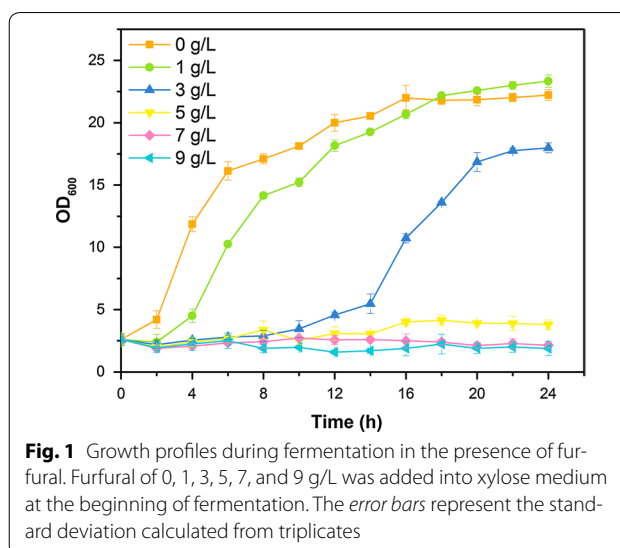 0 g/L
1 g/L
3 g/L
5 g/L
7 g/L
9 g/L
25
20
15
10
5
0
OD600
0 4 8 12 16 20 24
Time (h)
Fig. 1 Growth profiles during fermentation in the presence of fur-
fural. Furfural of 0, 1, 3, 5, 7, and 9 g/L was added into xylose medium
at the beginning of fermentation. The error bars represent the stand-
ard deviation calculated from triplicates